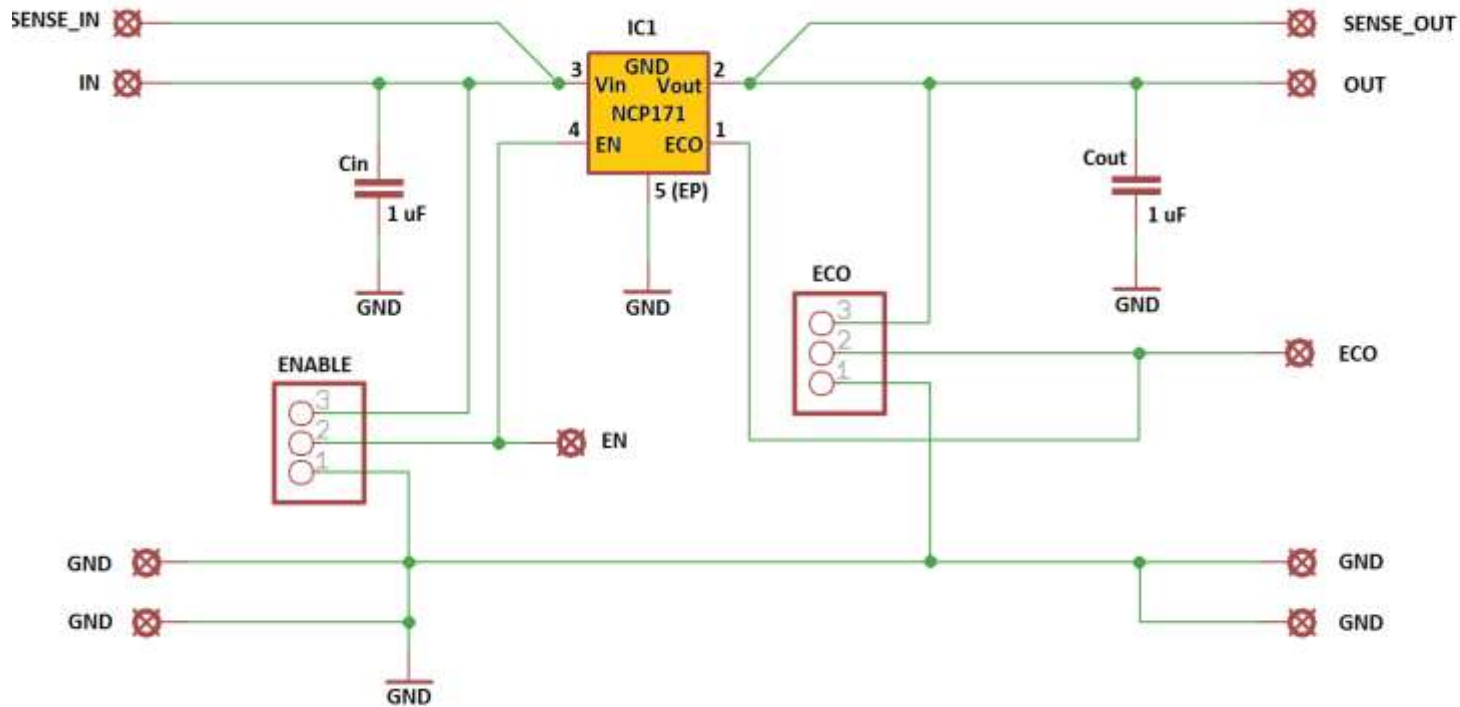 SENSE_IN
IC1
SENSE_OUT
IN
3
GND
2
Vin
Vout
OUT
NCP171
4
EN
ECO
1
Cin
1 uF
5 (EP)
Cout
1 uF
GND
GND
GND
ECO
3
2
1
ECO
ENABLE
3
2
1
EN
GND
GND
GND
GND
GND